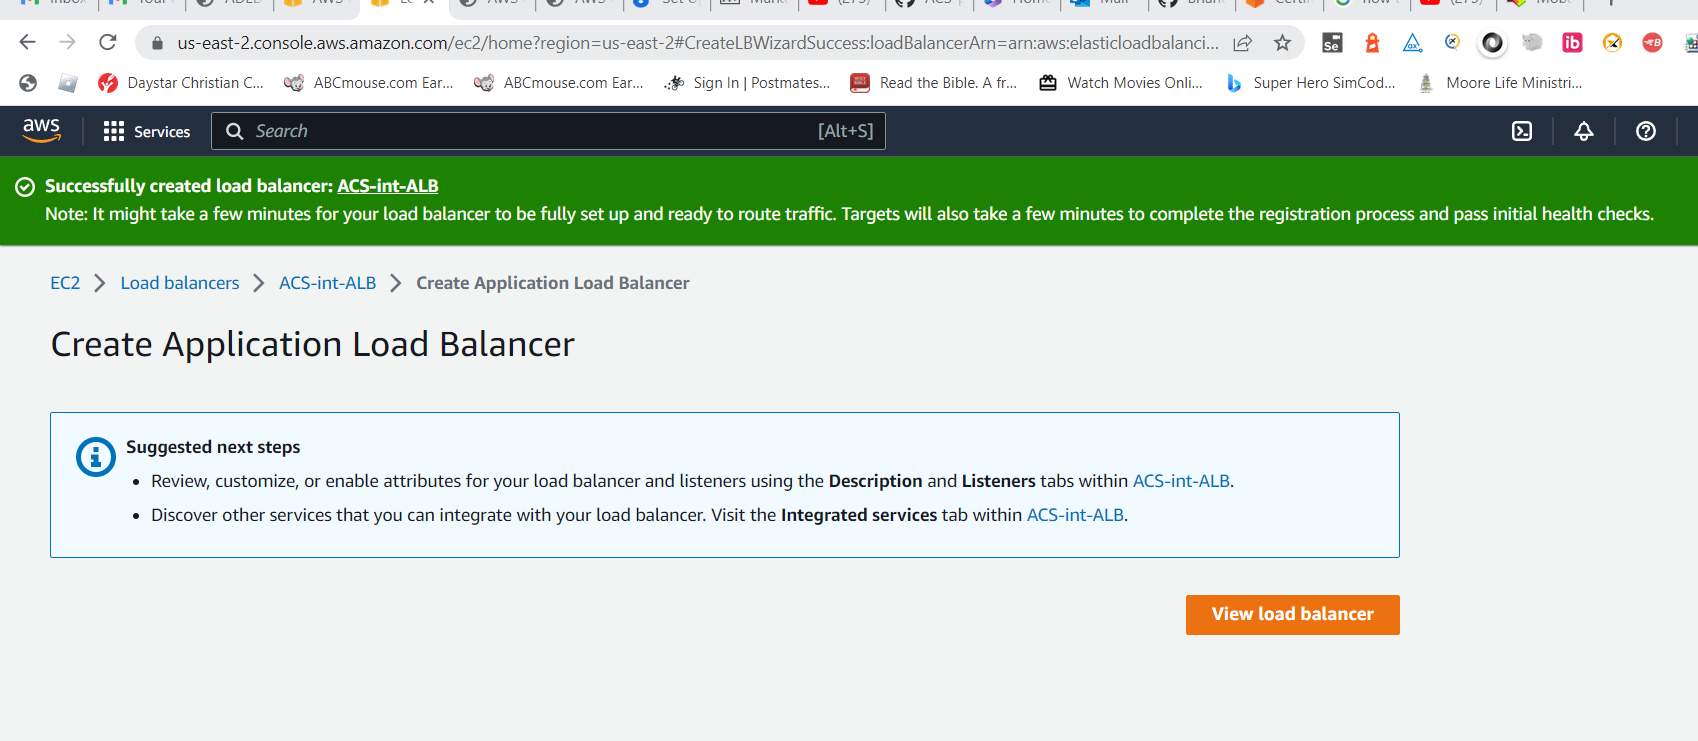 us-east-2.console.aws.amazon.com/ec2/home?region=us-east-2#CreateLBWizardSuccess:loadBalancerArn=arn:aws:elasticloadbalanci...
Daystar Christian C... ABCmouse.com Ear... ABCmouse.com Ear... Sign In | Postmates... Read the Bible. A fr... Watch Movies Onli... Super Hero SimCod... Moore Life Ministri...
aws Services Search [Alt+S]
Successfully created load balancer: ACS-int-ALB
Note: It might take a few minutes for your load balancer to be fully set up and ready to route traffic. Targets will also take a few minutes to complete the registration process and pass initial health checks.
EC2 > Load balancers > ACS-int-ALB > Create Application Load Balancer
Create Application Load Balancer
Suggested next steps
• Review, customize, or enable attributes for your load balancer and listeners using the Description and Listeners tabs within ACS-int-ALB.
• Discover other services that you can integrate with your load balancer. Visit the Integrated services tab within ACS-int-ALB.
View load balancer